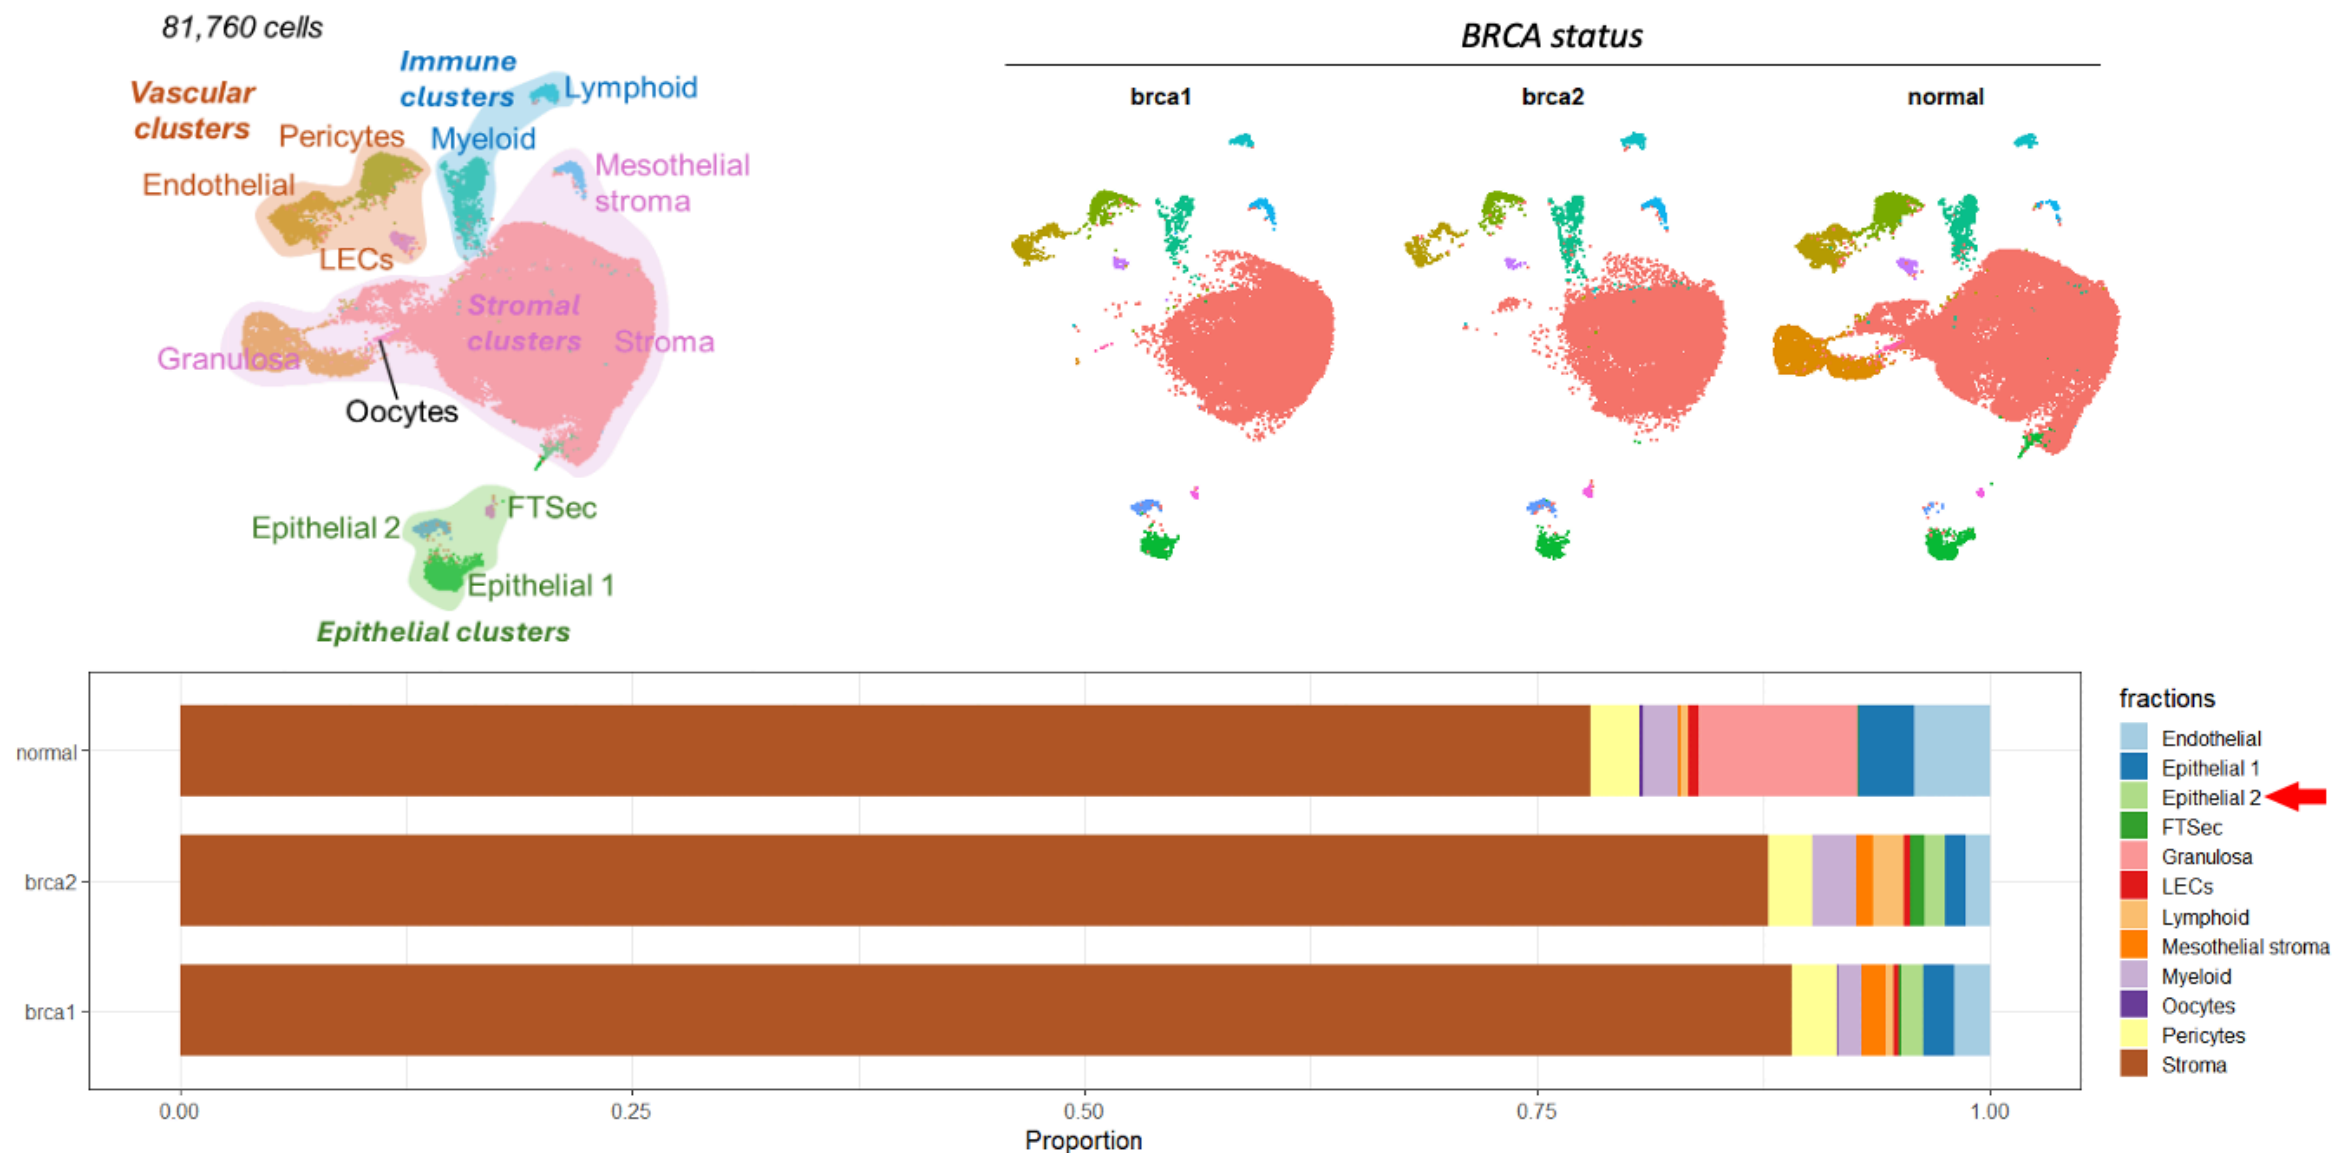 81,760 cells
Vascular
clusters
Immune
clusters
Lymphoid
Pericytes
Myeloid
Endothelial
Mesothelial
stroma
LECs
Stromal
clusters
Stroma
Granulosa
Oocytes
FTSec
Epithelial 2
Epithelial 1
Epithelial clusters
BRCA status
brca1
brca2
normal
normal
brca2
brca1
0.00
0.25
0.50
0.75
1.00
Proportion
fractions
Endothelial
Epithelial 1
Epithelial 2
FTSec
Granulosa
LECs
Lymphoid
Mesothelial stroma
Myeloid
Oocytes
Pericytes
Stroma